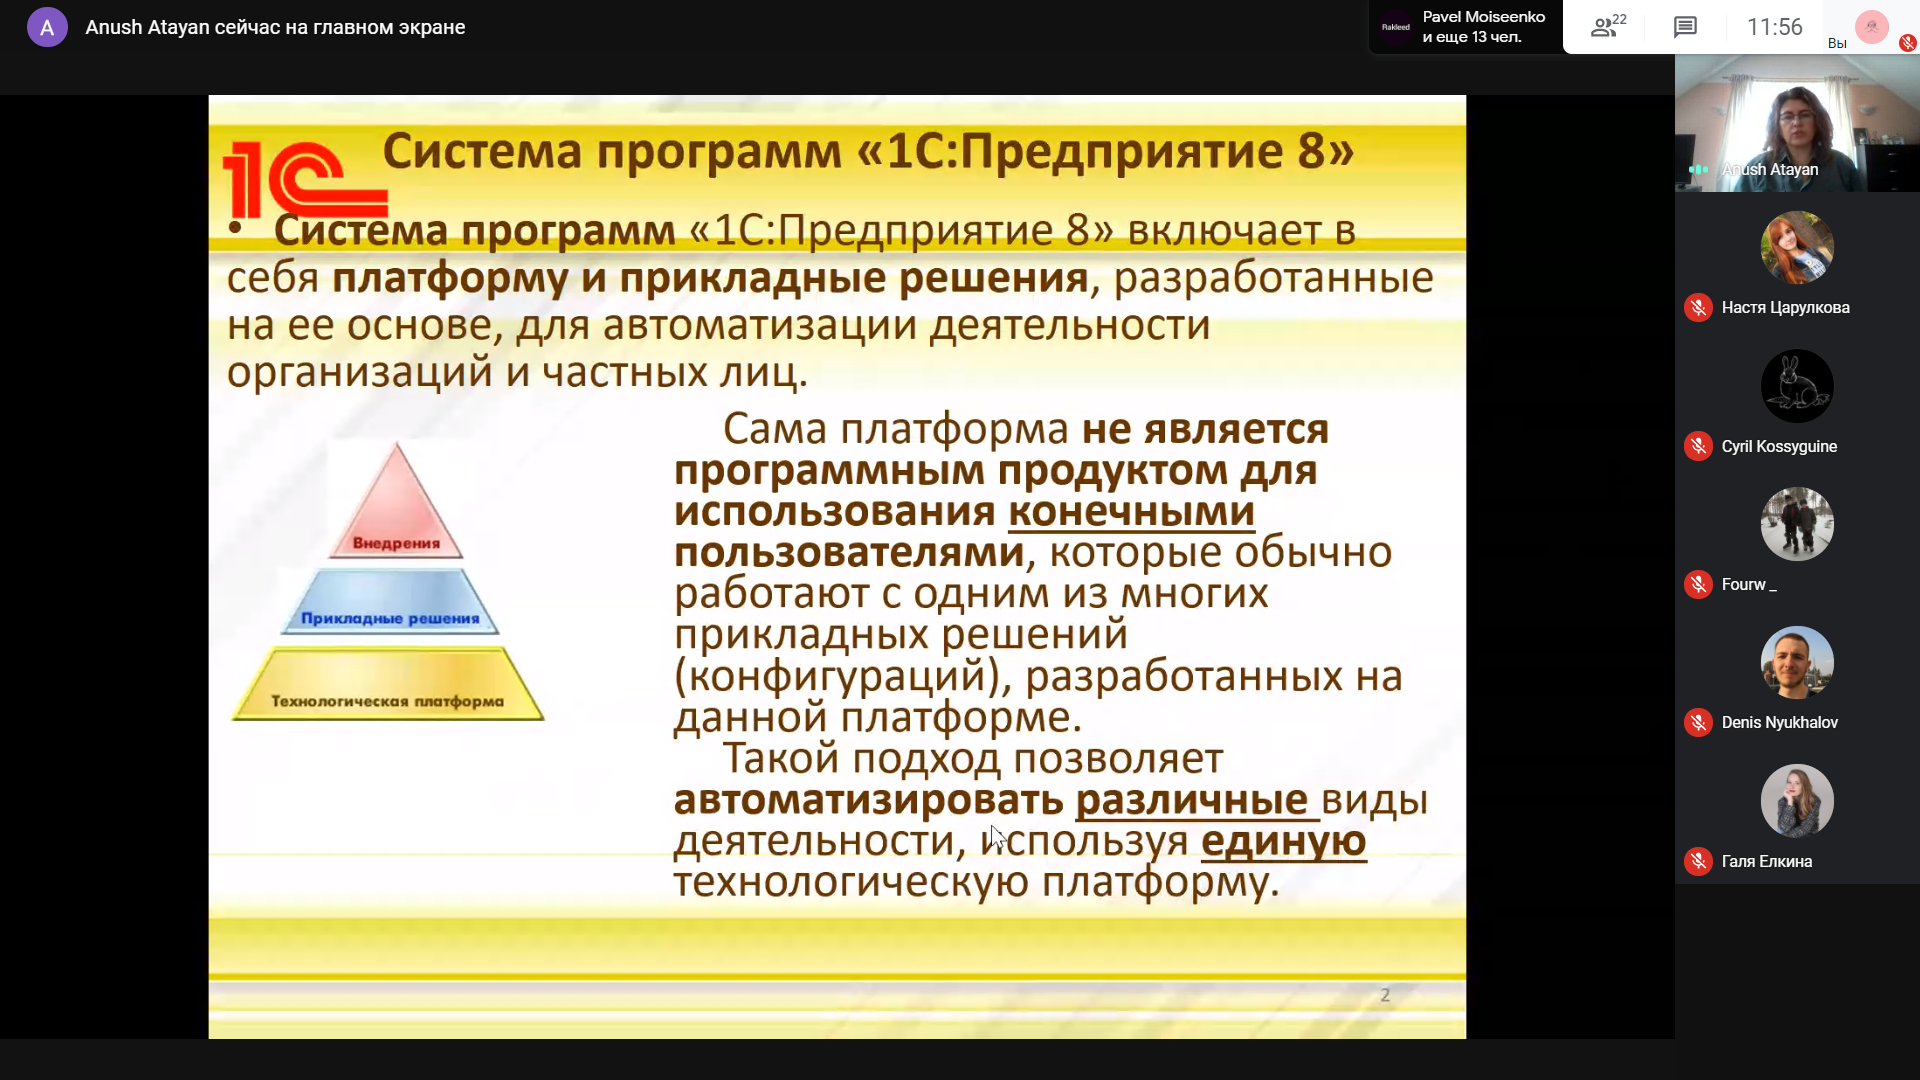 A
Anush Atayan сейчас на главном экране
Rakleed
Pavel Moiseenko
и еще 13 чел.
22
11:56
Вы
1С
Система программ «1С:Предприятие 8»
• Система программ «1С:Предприятие 8» включает в
себя платформу и прикладные решения, разработанные
на ее основе, для автоматизации деятельности
организаций и частных лиц.
Внедрения
Прикладные решения
Технологическая платформа
Сама платформа не является
программным продуктом для
использования конечными
пользователями, которые обычно
работают с одним из многих
прикладных решений
(конфигураций), разработанных на
данной платформе.
Такой подход позволяет
автоматизировать различные виды
деятельности, используя единую
технологическую платформу.
2
Anush Atayan
Настя Царулкова
Cyril Kossyguine
Fourw _
Denis Nyukhalov
Галя Елкина